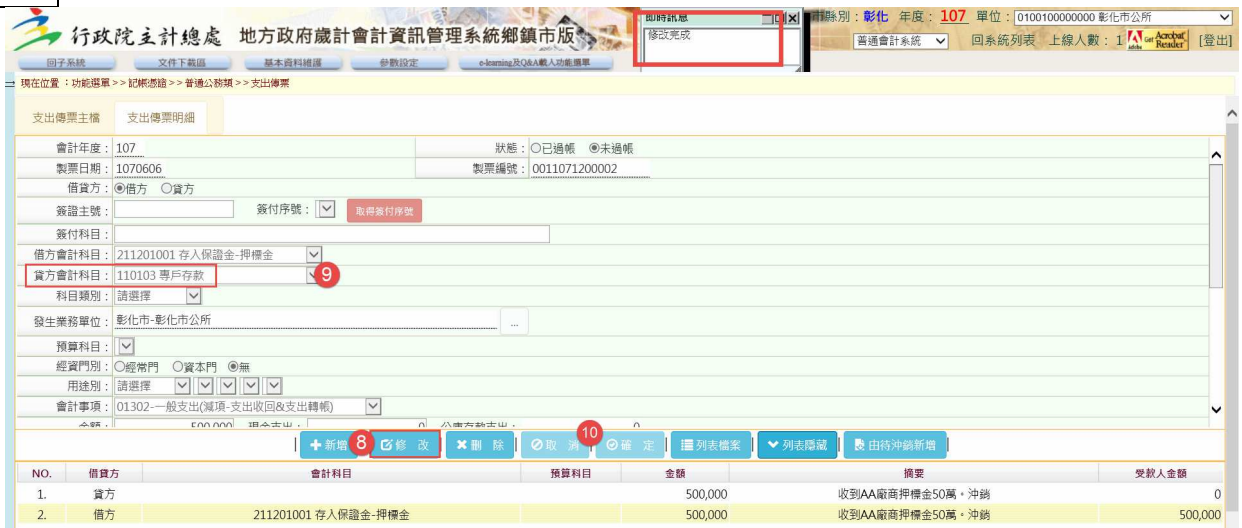 行政院主計總處 地方政府歲計會計資訊管理系統鄉鎮市版
即時訊息
修改完成
市縣別：彰化 年度：107 單位：0100100000000 彰化市公所
普通會計系統 回系統列表 上線人數：1 Get Acrobat Reader [登出]
回子系統 文件下載區 基本資料維護 參數設定 e-learning及Q&A載入功能選單
現在位置：功能選單>>記帳憑證>>普通公務類>>支出傳票
支出傳票主檔 支出傳票明細
會計年度：107 狀態：○已過帳 ◉未過帳
製票日期：1070606 製票編號：0011071200002
借貸方：◉借方 ○貸方
簽證主號： 簽付序號： 取得簽付序號
簽付科目：
借方會計科目：211201001 存入保證金-押標金
貸方會計科目：110103 專戶存款 9
科目類別：請選擇
發生業務單位：彰化市-彰化市公所 ...
預算科目：
經資門別：○經常門 ○資本門 ◉無
用途別：請選擇
會計事項：01302-一般支出(減項-支出收回&支出轉帳)
金額： 500,000 現金支出： 0 公庫存款支出： 0
新增 8 修 改 刪 除 取 消 10 確 定 列表檔案 列表隱藏 由待沖銷新增
NO. 借貸方 會計科目 預算科目 金額 摘要 受款人金額
1. 貸方 500,000 收到AA廠商押標金50萬。沖銷 0
2. 借方 211201001 存入保證金-押標金 500,000 收到AA廠商押標金50萬。沖銷 500,000